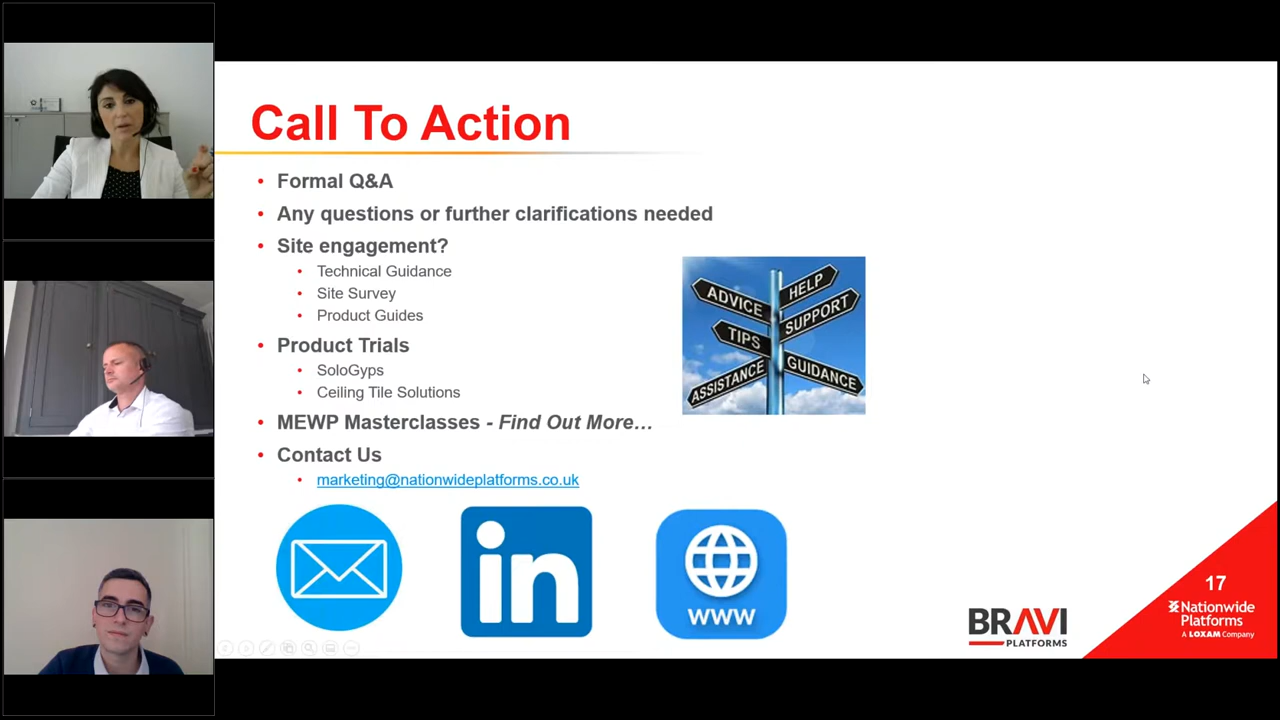 Call To Action
• Formal Q&A
• Any questions or further clarifications needed
• Site engagement?
• Technical Guidance
• Site Survey
• Product Guides
• Product Trials
• SoloGyps
• Ceiling Tile Solutions
• MEWP Masterclasses - Find Out More…
• Contact Us
• marketing@nationwideplatforms.co.uk
ADVICE
HELP
SUPPORT
TIPS
GUIDANCE
ASSISTANCE
in
www
BRAVI
PLATFORMS
17
Nationwide
Platforms
A LOXAM Company